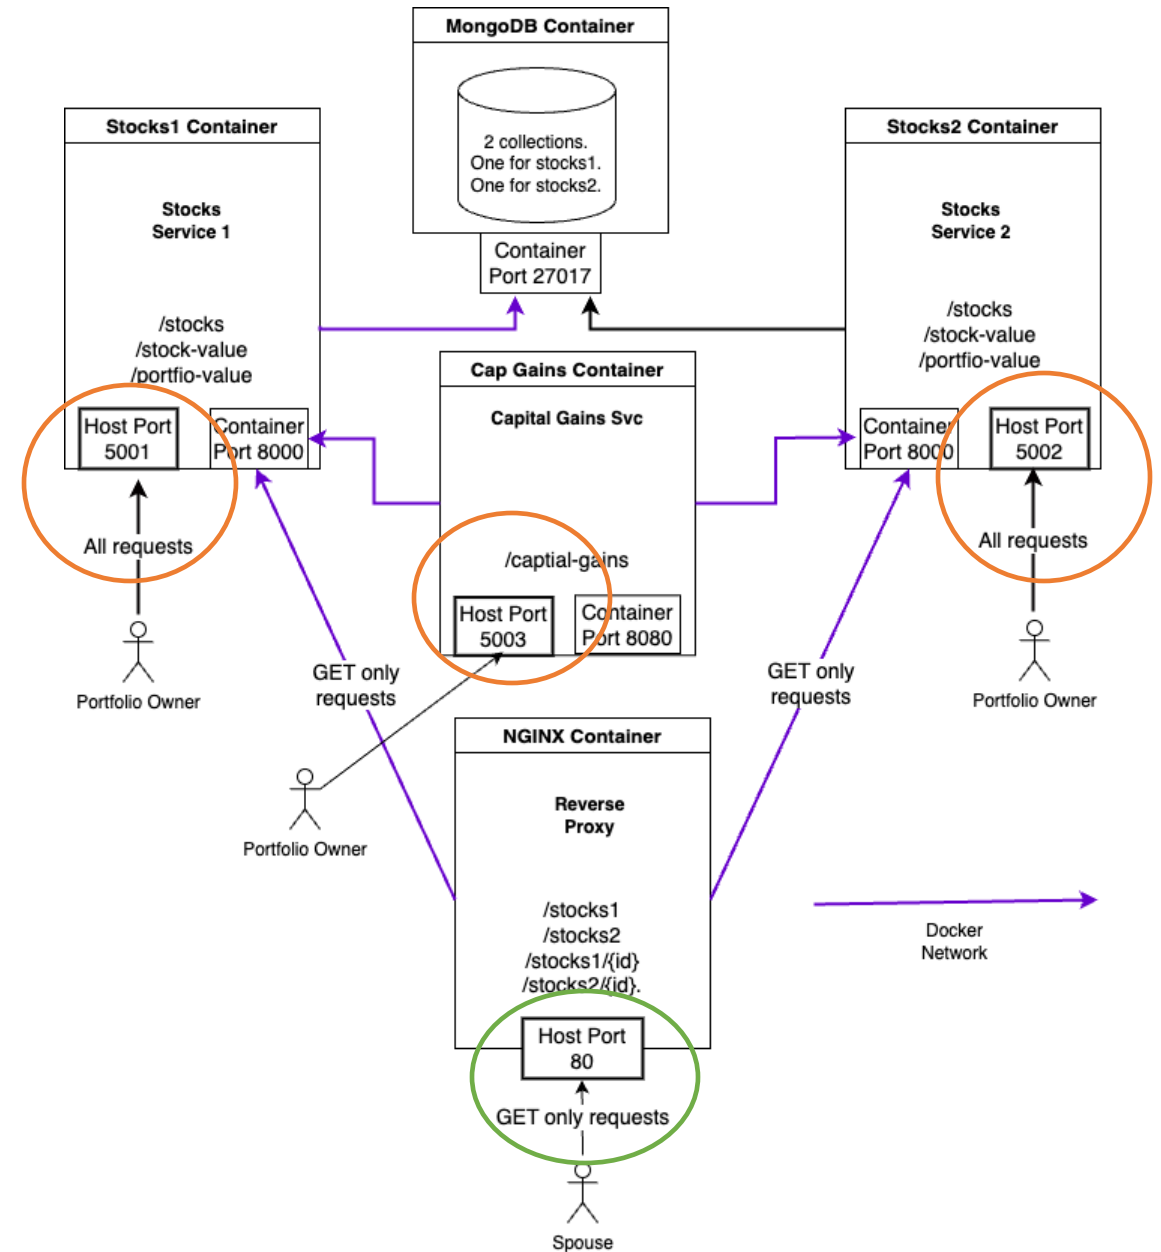 MongoDB Container
2 collections.
One for stocks1.
One for stocks2.
Container
Port 27017
Stocks1 Container
Stocks
Service 1
/stocks
/stock-value
/portfio-value
Host Port
5001
Container
Port 8000
All requests
Portfolio Owner
Stocks2 Container
Stocks
Service 2
/stocks
/stock-value
/portfio-value
Container
Port 8000
Host Port
5002
All requests
Portfolio Owner
Cap Gains Container
Capital Gains Svc
/captial-gains
Host Port
5003
Container
Port 8080
GET only
requests
GET only
requests
Portfolio Owner
NGINX Container
Reverse
Proxy
/stocks1
/stocks2
/stocks1/{id}
/stocks2/{id}.
Host Port
80
GET only requests
Spouse
Docker
Network